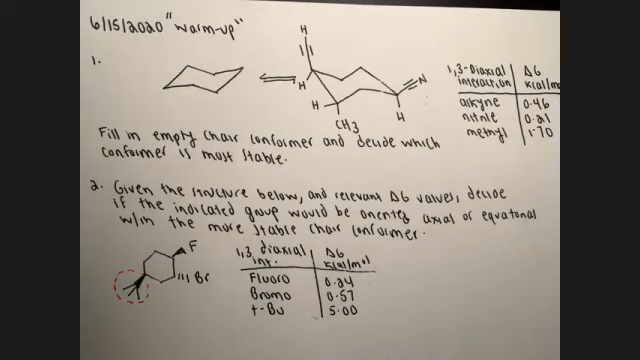 6/15/2020 "Warm-up"
1.
H
H
H
CH3
N
H
1,3-Diaxial interaction | ΔG kcal/mol
alkyne | 0.46
nitrile | 0.21
methyl | 1.70
Fill in empty chair conformer and decide which
conformer is most stable.
2. Given the structure below, and relevant ΔG values, decide
if the indicated group would be oriented axial or equatorial
w/in the more stable chair conformer.
F
Br
1,3 diaxial int. | ΔG kcal/mol
Fluoro | 0.24
Bromo | 0.57
t-Bu | 5.00